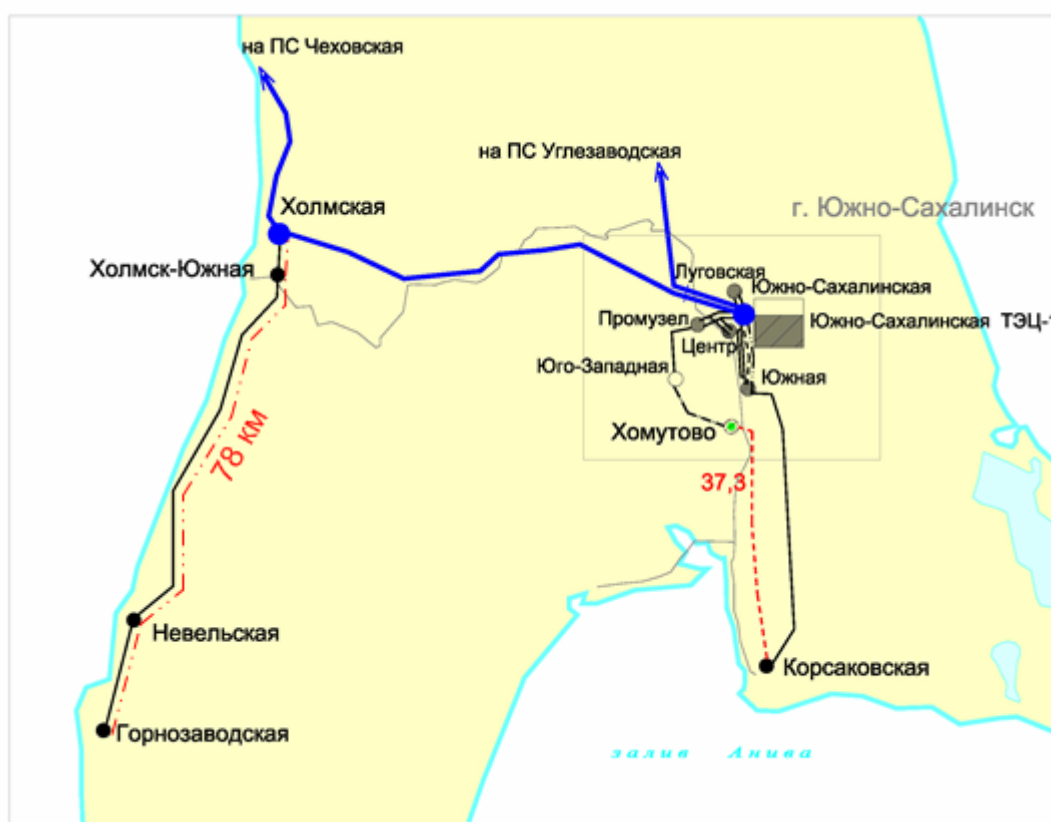 на ПС Чеховская
на ПС Углезаводская
Холмская
г. Южно-Сахалинск
Холмск-Южная
Луговская
Южно-Сахалинская
Промузел
Южно-Сахалинская ТЭЦ-1
Центр
Юго-Западная
Южная
Хомутово
78 км
37,3
Невельская
Корсаковская
Горнозаводская
залив Анива